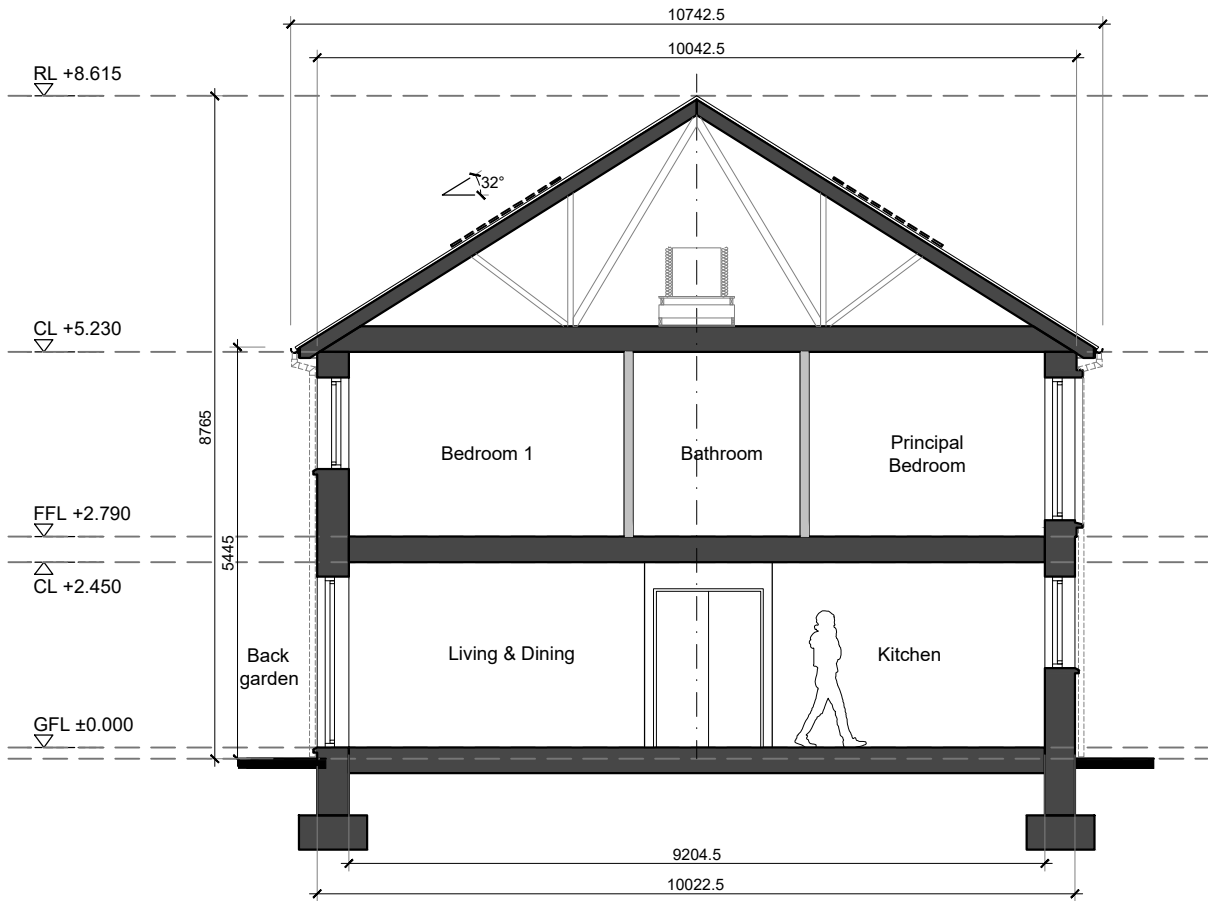 10742.5
10042.5
RL +8.615
32°
CL +5.230
8765
Bedroom 1
Bathroom
Principal
Bedroom
FFL +2.790
5445
CL +2.450
Back
garden
Living & Dining
Kitchen
GFL ±0.000
9204.5
10022.5